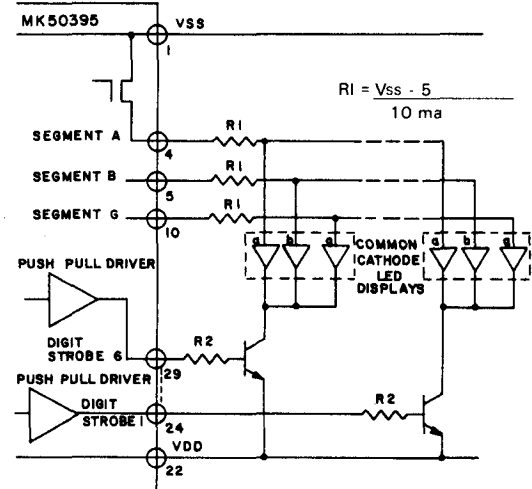 MK50395
VSS
1
RI = Vss - 5
10 ma
SEGMENT A
4
R1
SEGMENT B
5
R1
SEGMENT G
10
R1
a b g
COMMON
CATHODE
LED
DISPLAYS
a b g
PUSH PULL DRIVER
DIGIT
STROBE 6
29
R2
PUSH PULL DRIVER
DIGIT
STROBE 1
24
R2
VDD
22